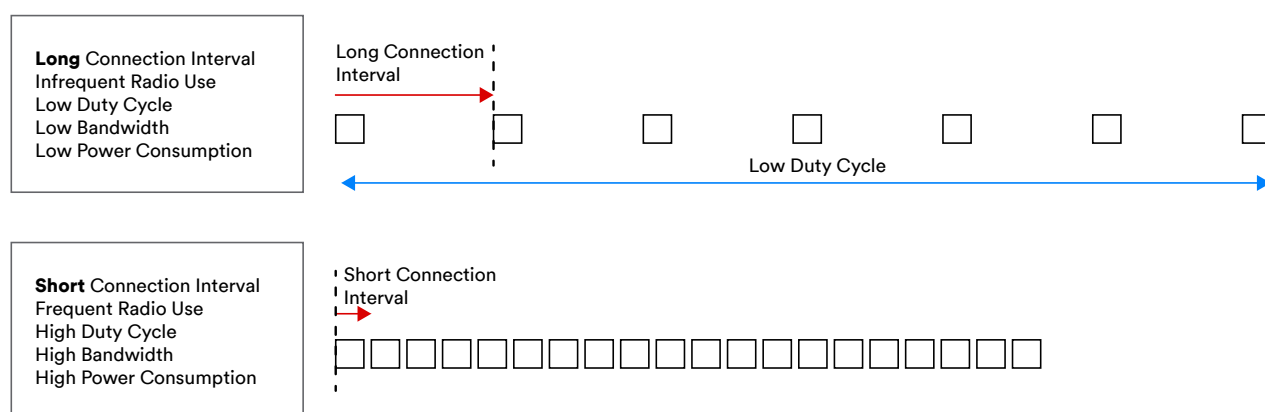 Long Connection Interval
Infrequent Radio Use
Low Duty Cycle
Low Bandwidth
Low Power Consumption
Long Connection
Interval
Low Duty Cycle
Short Connection Interval
Frequent Radio Use
High Duty Cycle
High Bandwidth
High Power Consumption
Short Connection
Interval